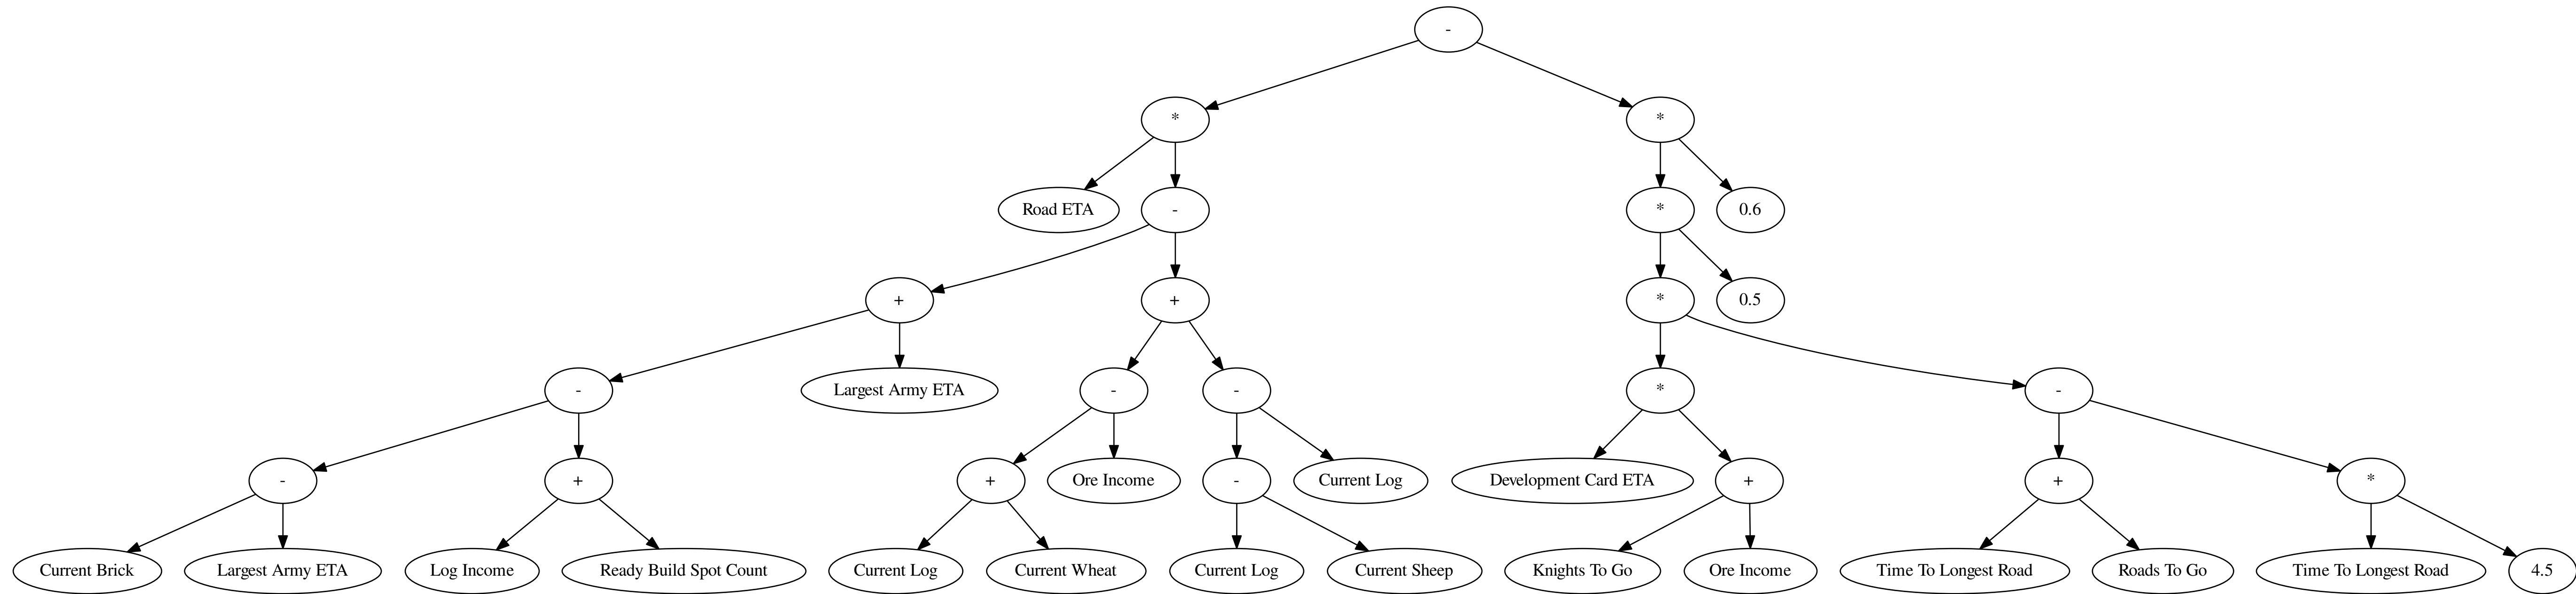 -
*
*
Road ETA
-
*
0.6
+
+
*
0.5
-
Largest Army ETA
-
-
*
-
-
+
+
Ore Income
-
Current Log
Development Card ETA
+
+
*
Current Brick
Largest Army ETA
Log Income
Ready Build Spot Count
Current Log
Current Wheat
Current Log
Current Sheep
Knights To Go
Ore Income
Time To Longest Road
Roads To Go
Time To Longest Road
4.5